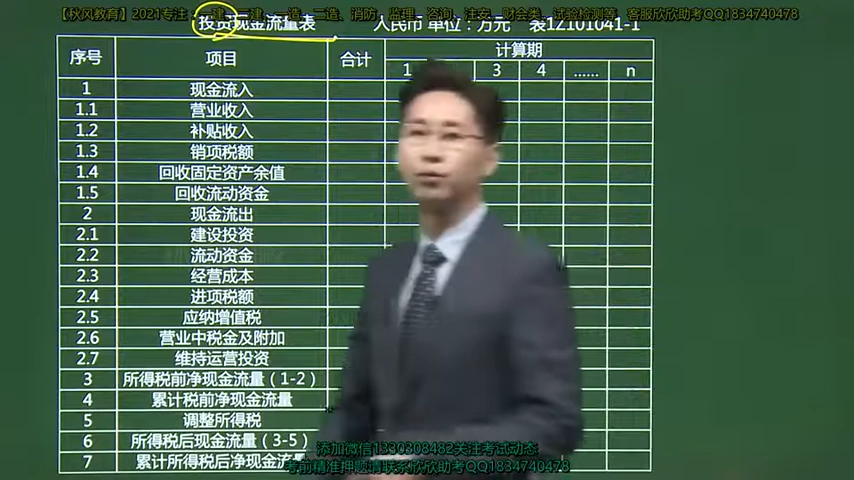 【秋风教育】2021专注：一建、二建、一造、二造、消防、监理、咨询、注安、财会类、试验检测等，客服欣欣助考QQ1834740478
投资现金流量表 人民币 单位：万元 表1Z101041-1
序号 项目 合计 计算期
1 3 4 …… n
1 现金流入
1.1 营业收入
1.2 补贴收入
1.3 销项税额
1.4 回收固定资产余值
1.5 回收流动资金
2 现金流出
2.1 建设投资
2.2 流动资金
2.3 经营成本
2.4 进项税额
2.5 应纳增值税
2.6 营业中税金及附加
2.7 维持运营投资
3 所得税前净现金流量（1-2）
4 累计税前净现金流量
5 调整所得税
6 所得税后现金流量（3-5）
7 累计所得税后净现金流量
添加微信1330308482关注考试动态
考前精准押题请联系欣欣助考QQ1834740478